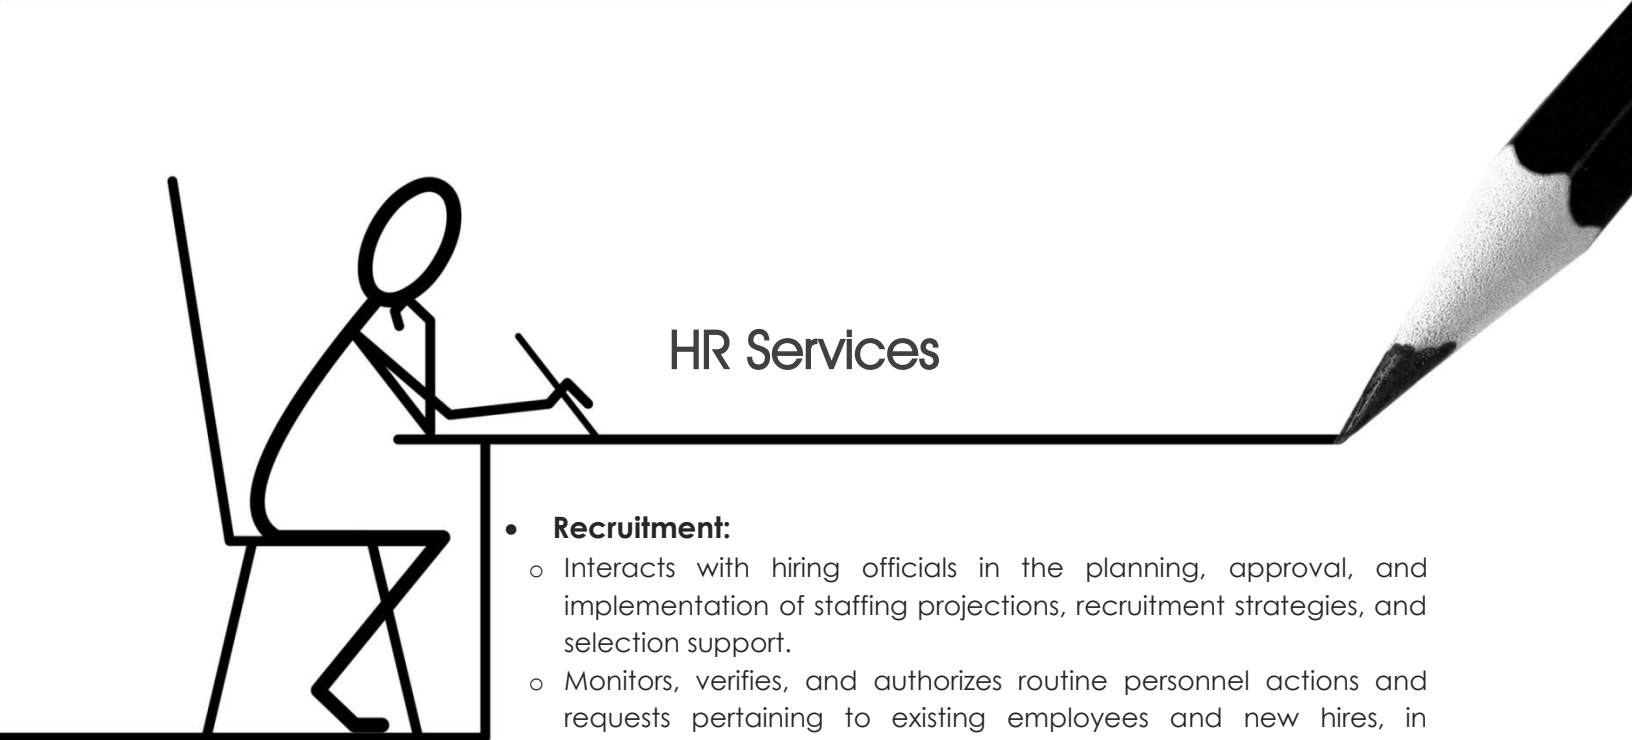 HR Services
• Recruitment:
o Interacts with hiring officials in the planning, approval, and
implementation of staffing projections, recruitment strategies, and
selection support.
o Monitors, verifies, and authorizes routine personnel actions and
requests pertaining to existing employees and new hires, in